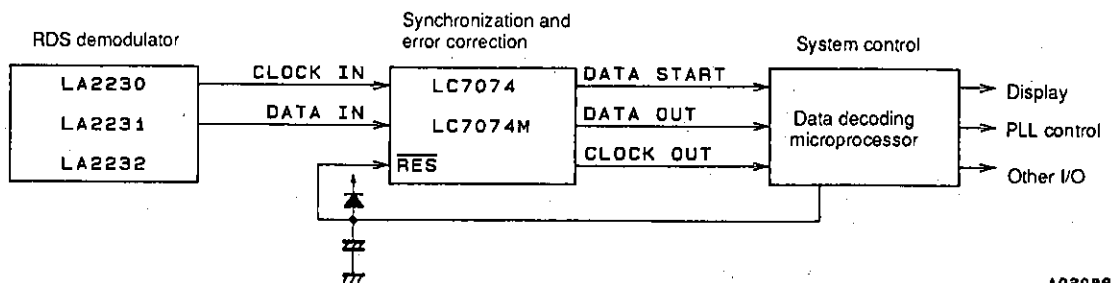 Synchronization and
error correction
RDS demodulator
System control
LA2230
LA2231
LA2232
CLOCK IN
DATA IN
LC7074
LC7074M
RES
DATA START
DATA OUT
CLOCK OUT
Data decoding
microprocessor
Display
PLL control
Other I/O